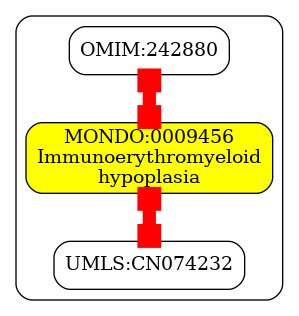 OMIM:242880
MONDO:0009456
Immunoerythromyeloid
hypoplasia
UMLS:CN074232